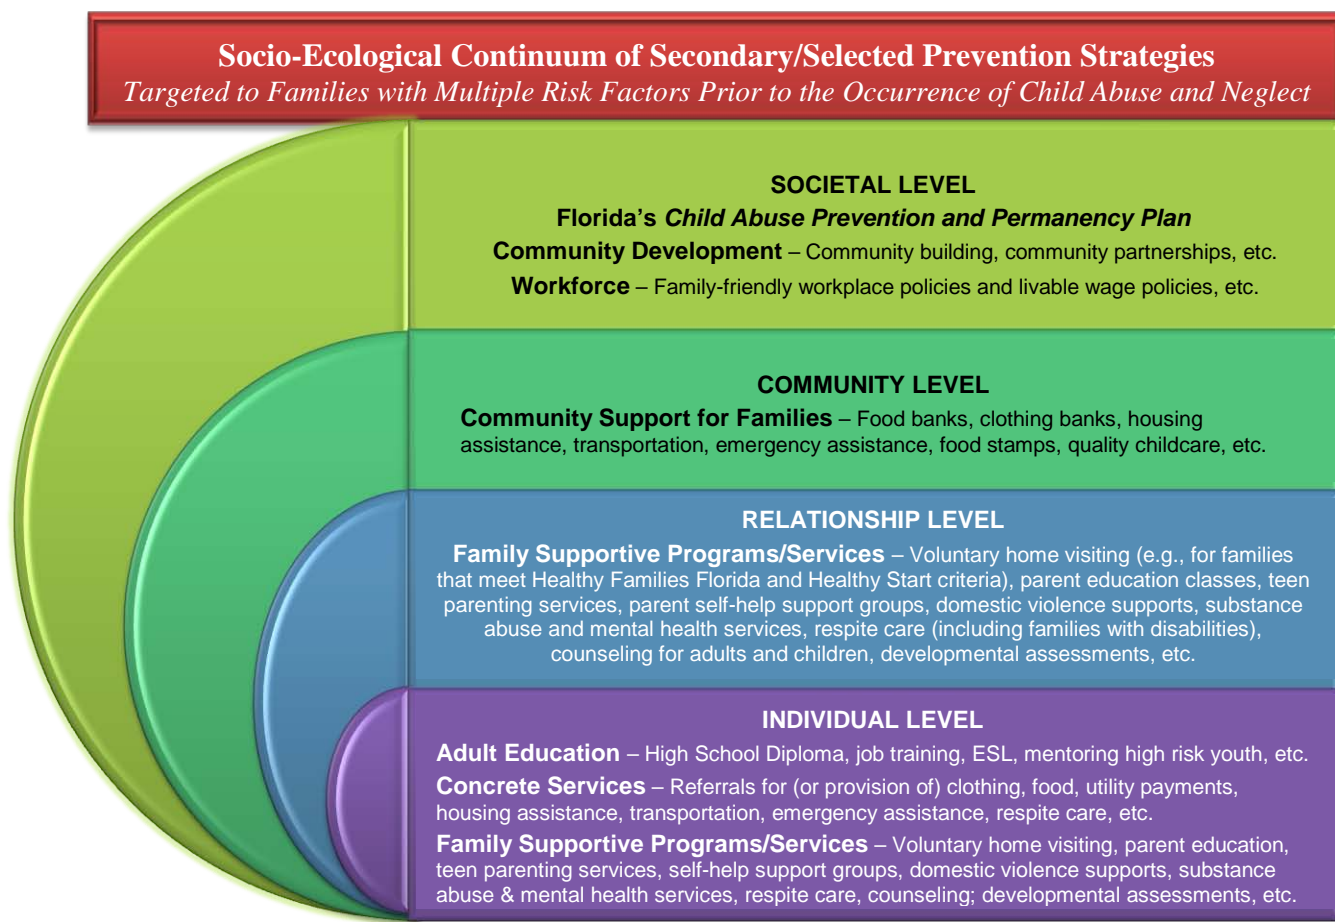 Socio-Ecological Continuum of Secondary/Selected Prevention Strategies
Targeted to Families with Multiple Risk Factors Prior to the Occurrence of Child Abuse and Neglect
SOCIETAL LEVEL
Florida's Child Abuse Prevention and Permanency Plan
Community Development – Community building, community partnerships, etc.
Workforce – Family-friendly workplace policies and livable wage policies, etc.
COMMUNITY LEVEL
Community Support for Families – Food banks, clothing banks, housing
assistance, transportation, emergency assistance, food stamps, quality childcare, etc.
RELATIONSHIP LEVEL
Family Supportive Programs/Services – Voluntary home visiting (e.g., for families
that meet Healthy Families Florida and Healthy Start criteria), parent education classes, teen
parenting services, parent self-help support groups, domestic violence supports, substance
abuse and mental health services, respite care (including families with disabilities),
counseling for adults and children, developmental assessments, etc.
INDIVIDUAL LEVEL
Adult Education – High School Diploma, job training, ESL, mentoring high risk youth, etc.
Concrete Services – Referrals for (or provision of) clothing, food, utility payments,
housing assistance, transportation, emergency assistance, respite care, etc.
Family Supportive Programs/Services – Voluntary home visiting, parent education,
teen parenting services, self-help support groups, domestic violence supports, substance
abuse & mental health services, respite care, counseling; developmental assessments, etc.